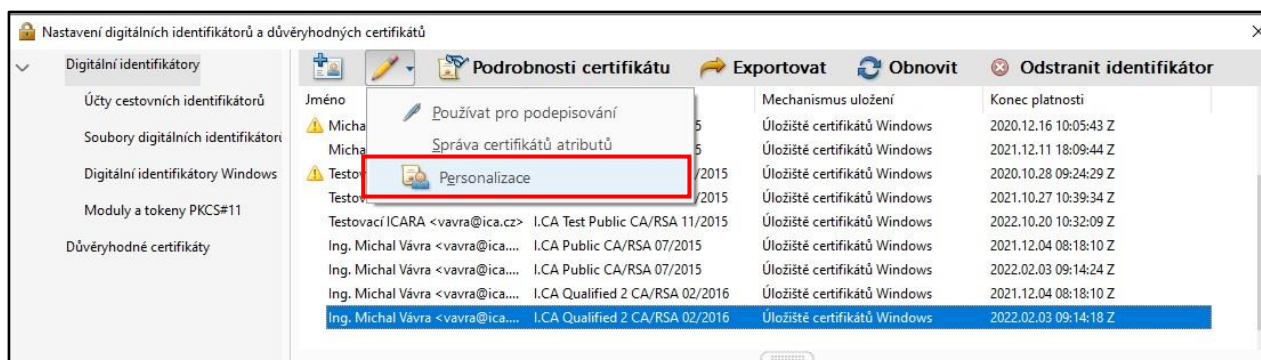 Nastavení digitálních identifikátorů a důvěryhodných certifikátů
Digitální identifikátory
Účty cestovních identifikátorů
Soubory digitálních identifikátorů
Digitální identifikátory Windows
Moduly a tokeny PKCS#11
Důvěryhodné certifikáty
Podrobnosti certifikátu Exportovat Obnovit Odstranit identifikátor
Používat pro podepisování
Správa certifikátů atributů
Personalizace
Jméno Mechanismus uložení Konec platnosti
Micha 5 Úložiště certifikátů Windows 2020.12.16 10:05:43 Z
Micha 5 Úložiště certifikátů Windows 2021.12.11 18:09:44 Z
Testov /2015 Úložiště certifikátů Windows 2020.10.28 09:24:29 Z
Testov /2015 Úložiště certifikátů Windows 2021.10.27 10:39:34 Z
Testovací ICARA <vavra@ica.cz> I.CA Test Public CA/RSA 11/2015 Úložiště certifikátů Windows 2022.10.20 10:32:09 Z
Ing. Michal Vávra <vavra@ica.... I.CA Public CA/RSA 07/2015 Úložiště certifikátů Windows 2021.12.04 08:18:10 Z
Ing. Michal Vávra <vavra@ica.... I.CA Public CA/RSA 07/2015 Úložiště certifikátů Windows 2022.02.03 09:14:24 Z
Ing. Michal Vávra <vavra@ica.... I.CA Qualified 2 CA/RSA 02/2016 Úložiště certifikátů Windows 2021.12.04 08:18:10 Z
Ing. Michal Vávra <vavra@ica.... I.CA Qualified 2 CA/RSA 02/2016 Úložiště certifikátů Windows 2022.02.03 09:14:18 Z